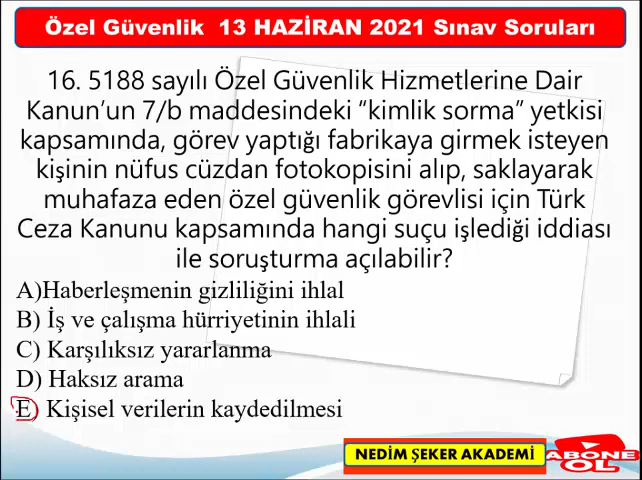 Özel Güvenlik 13 HAZİRAN 2021 Sınav Soruları
16. 5188 sayılı Özel Güvenlik Hizmetlerine Dair
Kanun’un 7/b maddesindeki “kimlik sorma” yetkisi
kapsamında, görev yaptığı fabrikaya girmek isteyen
kişinin nüfus cüzdan fotokopisini alıp, saklayarak
muhafaza eden özel güvenlik görevlisi için Türk
Ceza Kanunu kapsamında hangi suçu işlediği iddiası
ile soruşturma açılabilir?
A)Haberleşmenin gizliliğini ihlal
B) İş ve çalışma hürriyetinin ihlali
C) Karşılıksız yararlanma
D) Haksız arama
E) Kişisel verilerin kaydedilmesi
NEDİM ŞEKER AKADEMİ
ABONE
OL